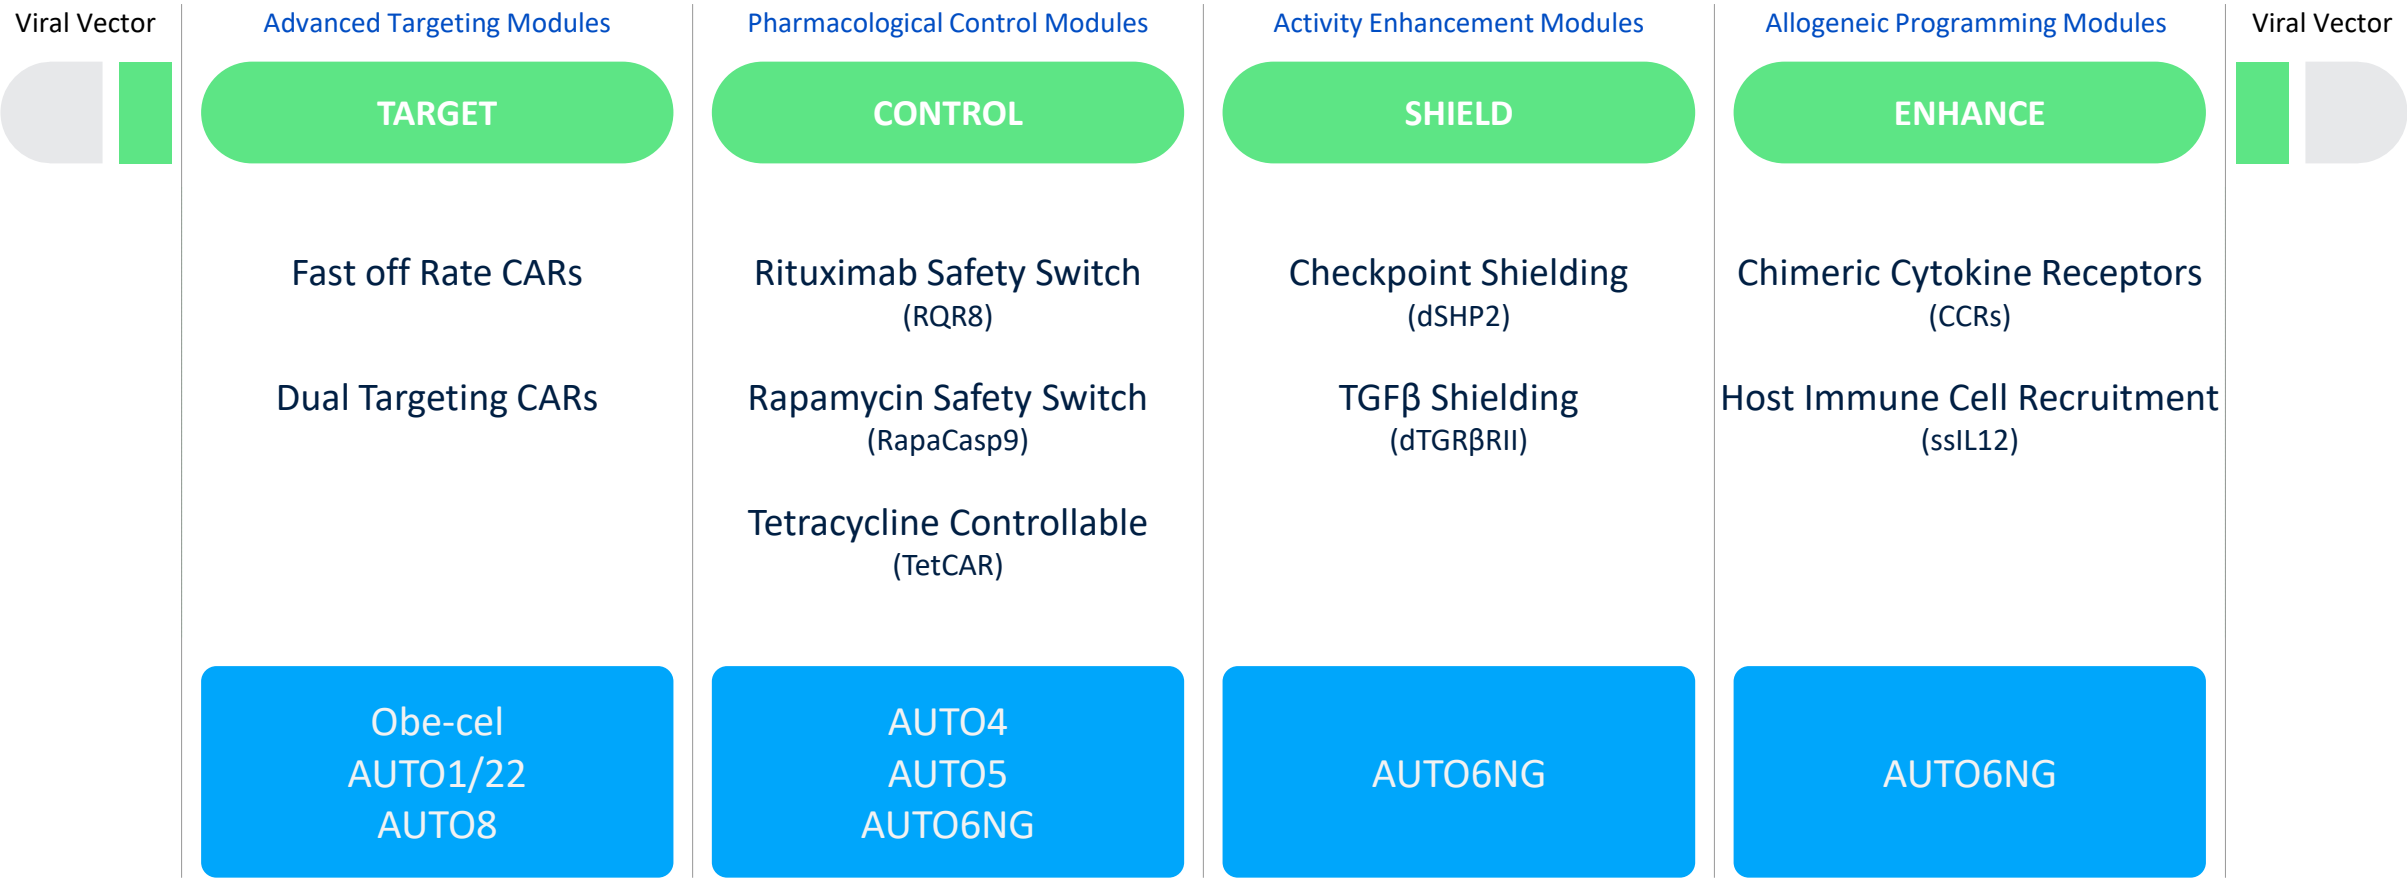 Viral Vector
Advanced Targeting Modules
Pharmacological Control Modules
Activity Enhancement Modules
Allogeneic Programming Modules
Viral Vector
TARGET
CONTROL
SHIELD
ENHANCE
Fast off Rate CARs
Dual Targeting CARs
Rituximab Safety Switch
(RQR8)
Rapamycin Safety Switch
(RapaCasp9)
Tetracycline Controllable
(TetCAR)
Checkpoint Shielding
(dSHP2)
TGFβ Shielding
(dTGRβRII)
Chimeric Cytokine Receptors
(CCRs)
Host Immune Cell Recruitment
(ssIL12)
Obe-cel
AUTO1/22
AUTO8
AUTO4
AUTO5
AUTO6NG
AUTO6NG
AUTO6NG